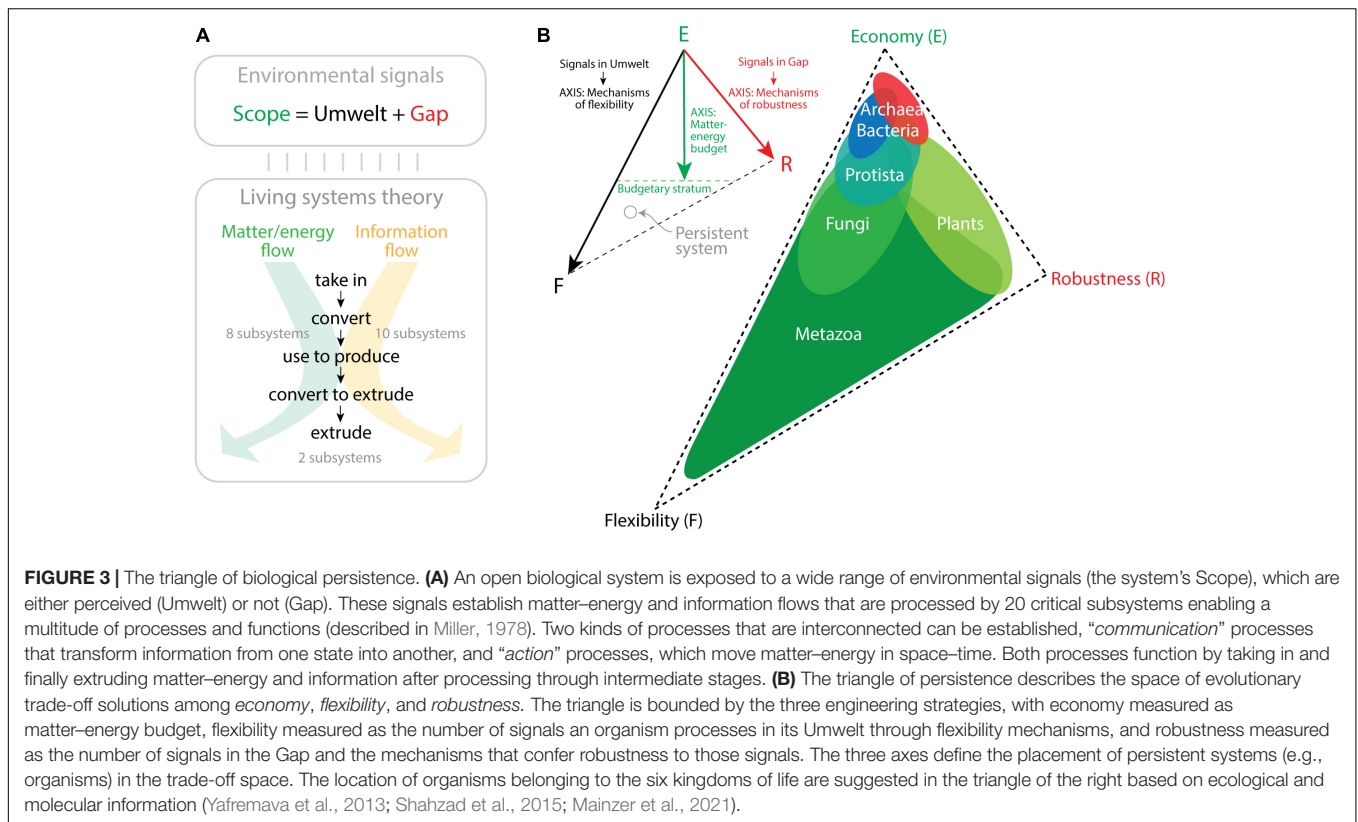 A
Environmental signals
Scope = Umwelt + Gap
Living systems theory
Matter/energy
flow
Information
flow
take in
convert
8 subsystems
10 subsystems
use to produce
convert to extrude
extrude
2 subsystems
B
E
Signals in Umwelt
AXIS: Mechanisms
of flexibility
Signals in Gap
AXIS: Mechanisms
of robustness
AXIS:
Matter-
energy
budget
R
Budgetary stratum
Persistent
system
F
Economy (E)
Archaea
Bacteria
Protista
Fungi
Plants
Robustness (R)
Metazoa
Flexibility (F)
FIGURE 3 | The triangle of biological persistence. (A) An open biological system is exposed to a wide range of environmental signals (the system's Scope), which are
either perceived (Umwelt) or not (Gap). These signals establish matter–energy and information flows that are processed by 20 critical subsystems enabling a
multitude of processes and functions (described in Miller, 1978). Two kinds of processes that are interconnected can be established, “communication” processes
that transform information from one state into another, and “action” processes, which move matter–energy in space–time. Both processes function by taking in and
finally extruding matter–energy and information after processing through intermediate stages. (B) The triangle of persistence describes the space of evolutionary
trade-off solutions among economy, flexibility, and robustness. The triangle is bounded by the three engineering strategies, with economy measured as
matter–energy budget, flexibility measured as the number of signals an organism processes in its Umwelt through flexibility mechanisms, and robustness measured
as the number of signals in the Gap and the mechanisms that confer robustness to those signals. The three axes define the placement of persistent systems (e.g.,
organisms) in the trade-off space. The location of organisms belonging to the six kingdoms of life are suggested in the triangle of the right based on ecological and
molecular information (Yafremava et al., 2013; Shahzad et al., 2015; Mainzer et al., 2021).